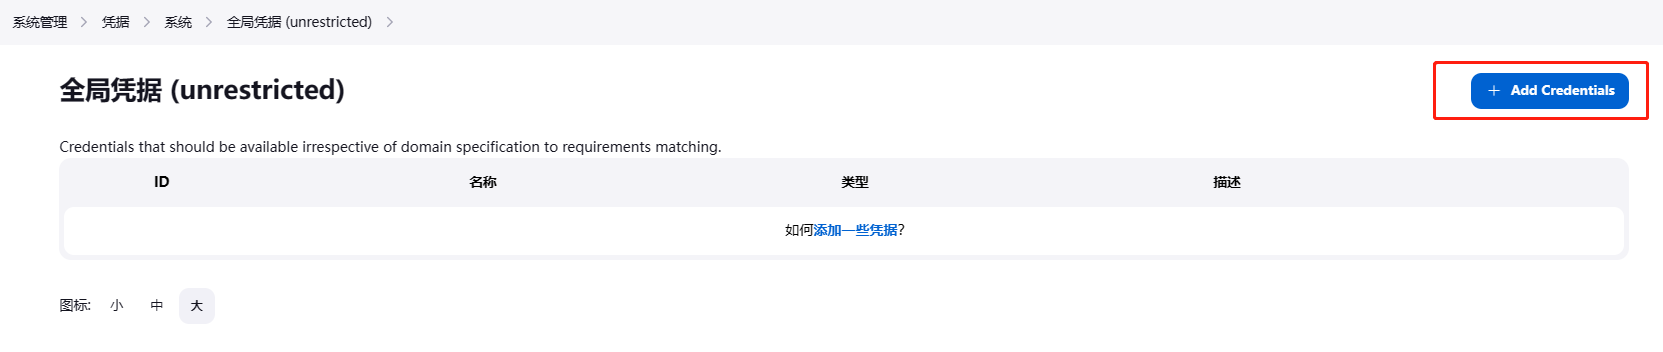 系统管理 > 凭据 > 系统 > 全局凭据 (unrestricted) >
全局凭据 (unrestricted)
+ Add Credentials
Credentials that should be available irrespective of domain specification to requirements matching.
ID 名称 类型 描述
如何添加一些凭据?
图标: 小 中 大